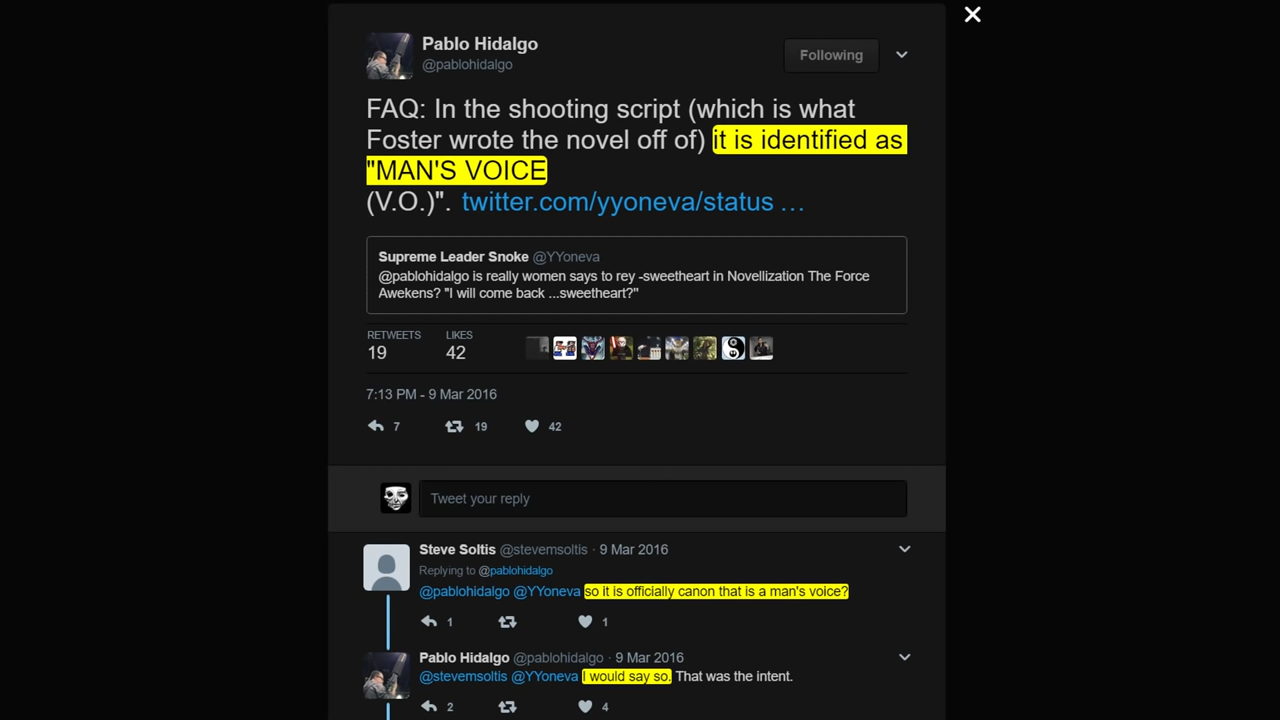 Pablo Hidalgo
@pablohidalgo
Following
FAQ: In the shooting script (which is what
Foster wrote the novel off of) it is identified as
"MAN'S VOICE
(V.O.)". twitter.com/yyoneva/status …
Supreme Leader Snoke @YYoneva
@pablohidalgo is really women says to rey -sweetheart in Novellization The Force
Awekens? "I will come back ...sweetheart?"
RETWEETS LIKES
19 42
7:13 PM - 9 Mar 2016
7 19 42
Tweet your reply
Steve Soltis @stevemsoltis · 9 Mar 2016
Replying to @pablohidalgo
@pablohidalgo @YYoneva so it is officially canon that is a man's voice?
1 1
Pablo Hidalgo @pablohidalgo · 9 Mar 2016
@stevemsoltis @YYoneva I would say so. That was the intent.
2 4